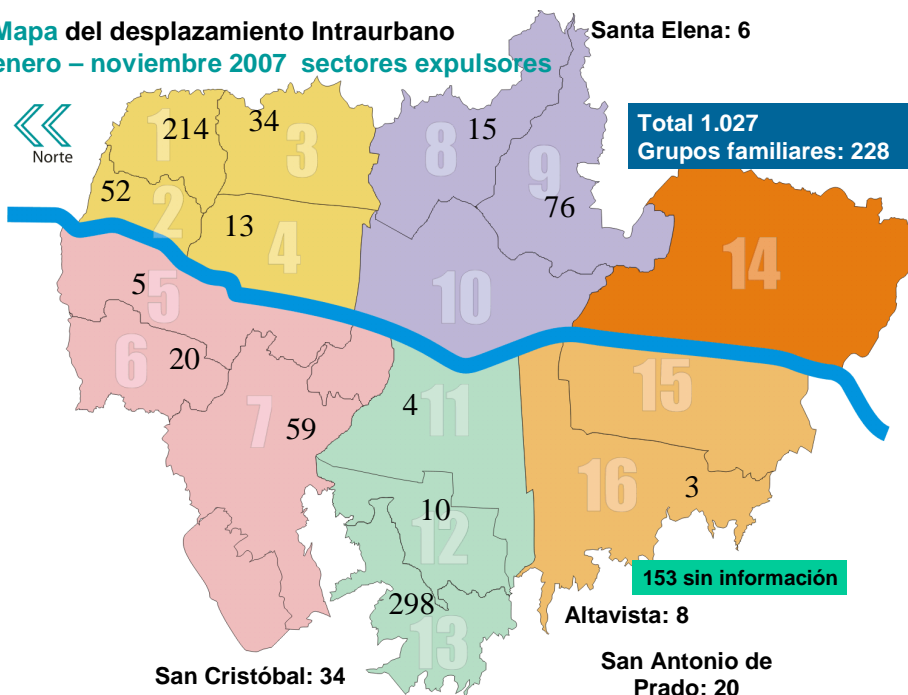 Mapa del desplazamiento Intraurbano
enero – noviembre 2007 sectores expulsores
Santa Elena: 6
Norte
Total 1.027
Grupos familiares: 228
1
214
34
3
8
15
9
76
52
2
13
4
10
14
5
6
20
7
59
4
11
15
16
3
10
12
298
13
153 sin información
Altavista: 8
San Cristóbal: 34
San Antonio de
Prado: 20